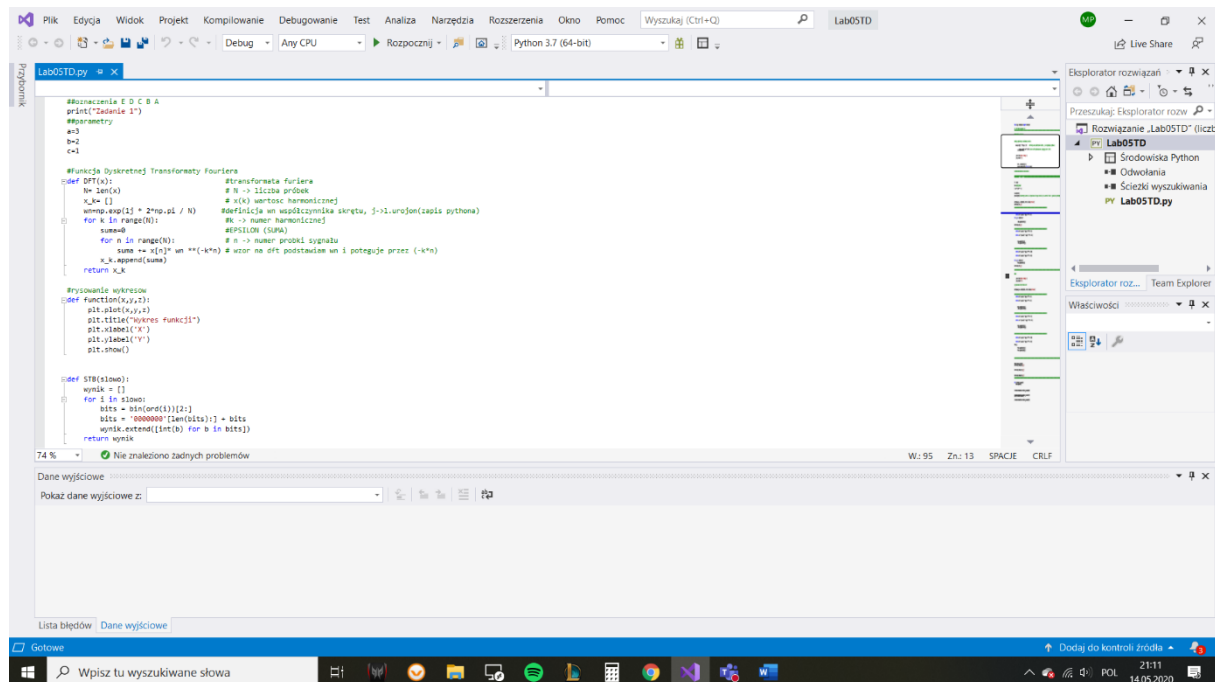 Plik Edycja Widok Projekt Kompilowanie Debugowanie Test Analiza Narzędzia Rozszerzenia Okno Pomoc Wyszukaj (Ctrl+Q) Lab05TD MP
Debug Any CPU Rozpocznij Python 3.7 (64-bit) Live Share
Przybornik
Lab05TD.py
##oznaczenia E D C B A
print("Zadanie 1")
##parametry
a=3
b=2
c=1
#Funkcja Dyskretnej Transformaty Fouriera
def DFT(x): #transformata furiera
N= len(x) # N -> liczba próbek
x_k= [] # x(k) wartosc harmonicznej
wn=np.exp(1j * 2*np.pi / N) #definicja wn współczynnika skrętu, j->1.urojon(zapis pythona)
for k in range(N): #k -> numer harmonicznej
suma=0 #EPSILON (SUMA)
for n in range(N): # n -> numer probki sygnału
suma += x[n]* wn **(-k*n) # wzor na dft podstawiam wn i poteguje przez (-k*n)
x_k.append(suma)
return x_k
#rysowanie wykresow
def function(x,y,z):
plt.plot(x,y,z)
plt.title("Wykres funkcji")
plt.xlabel('X')
plt.ylabel('Y')
plt.show()
def STB(slowo):
wynik = []
for i in slowo:
bits = bin(ord(i))[2:]
bits = '0000000'[len(bits):] + bits
wynik.extend([int(b) for b in bits])
return wynik
74 % Nie znaleziono żadnych problemów W.: 95 Zn.: 13 SPACJE CRLF
Eksplorator rozwiązań
Przeszukaj: Eksplorator rozw
Rozwiązanie „Lab05TD" (liczb
PY Lab05TD
Środowiska Python
Odwołania
Ścieżki wyszukiwania
PY Lab05TD.py
Eksplorator roz... Team Explorer
Właściwości
Dane wyjściowe
Pokaż dane wyjściowe z:
Lista błędów Dane wyjściowe
Gotowe Dodaj do kontroli źródła 3
Wpisz tu wyszukiwane słowa POL 21:11
14.05.2020